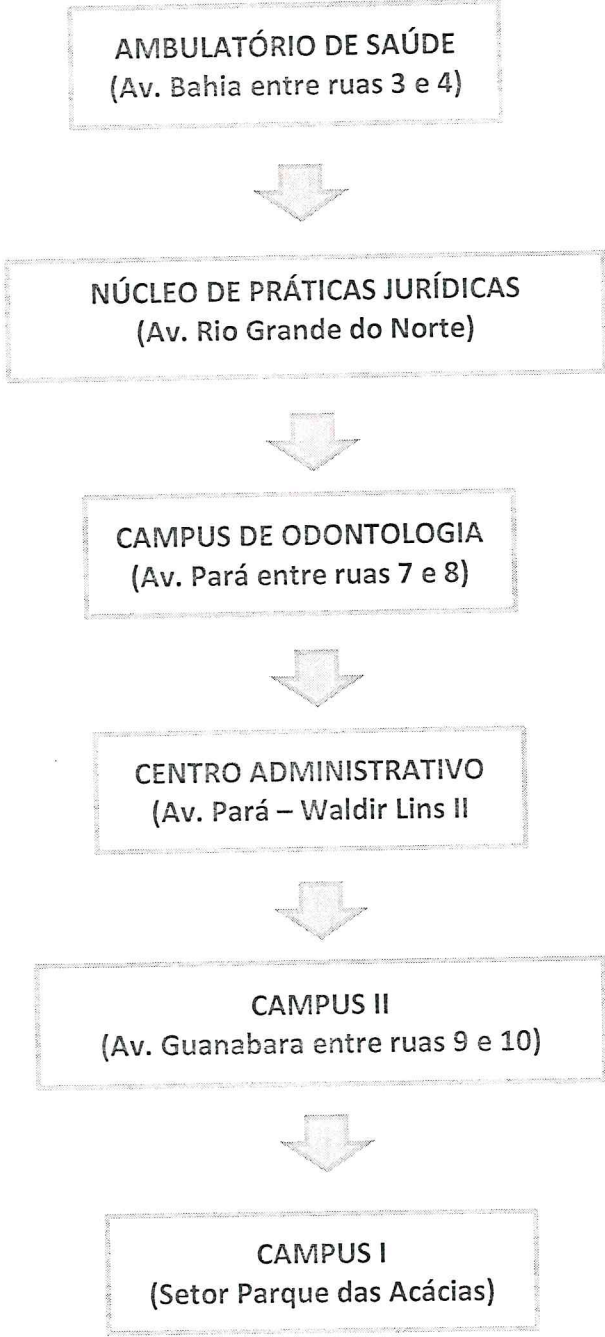 AMBULATÓRIO DE SAÚDE
(Av. Bahia entre ruas 3 e 4)
NÚCLEO DE PRÁTICAS JURÍDICAS
(Av. Rio Grande do Norte)
CAMPUS DE ODONTOLOGIA
(Av. Pará entre ruas 7 e 8)
CENTRO ADMINISTRATIVO
(Av. Pará – Waldir Lins II
CAMPUS II
(Av. Guanabara entre ruas 9 e 10)
CAMPUS I
(Setor Parque das Acácias)